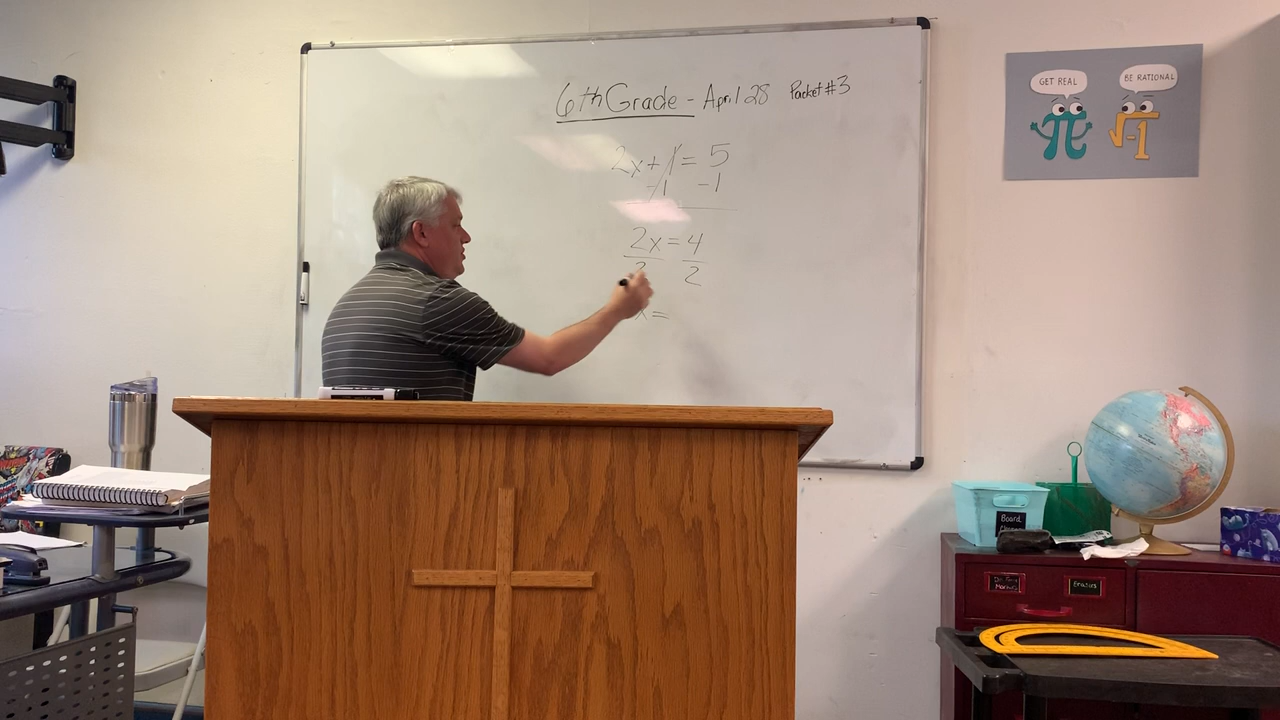 6th Grade - April 28 Packet #3
2x + 1 = 5
-1 -1
2x = 4
2 2
x =
GET REAL
BE RATIONAL
π
√-1
Board
Erasers